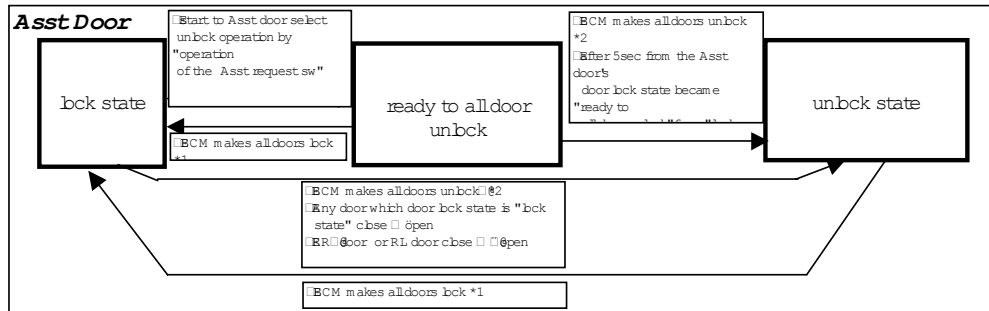 Asst Door
□Start to Asst door select
unlock operation by
"operation
of the Asst request sw"
□BCM makes all doors unlock
*2
□After 5sec from the Asst
door's
door lock state became
"ready to
lock state
ready to all door
unlock
unlock state
□BCM makes all doors lock
*1
□BCM makes all doors unlock □@2
□Any door which door lock state is "lock
state" close □ open
□RR□@door or RL door close □ □@pen
□BCM makes all doors lock *1